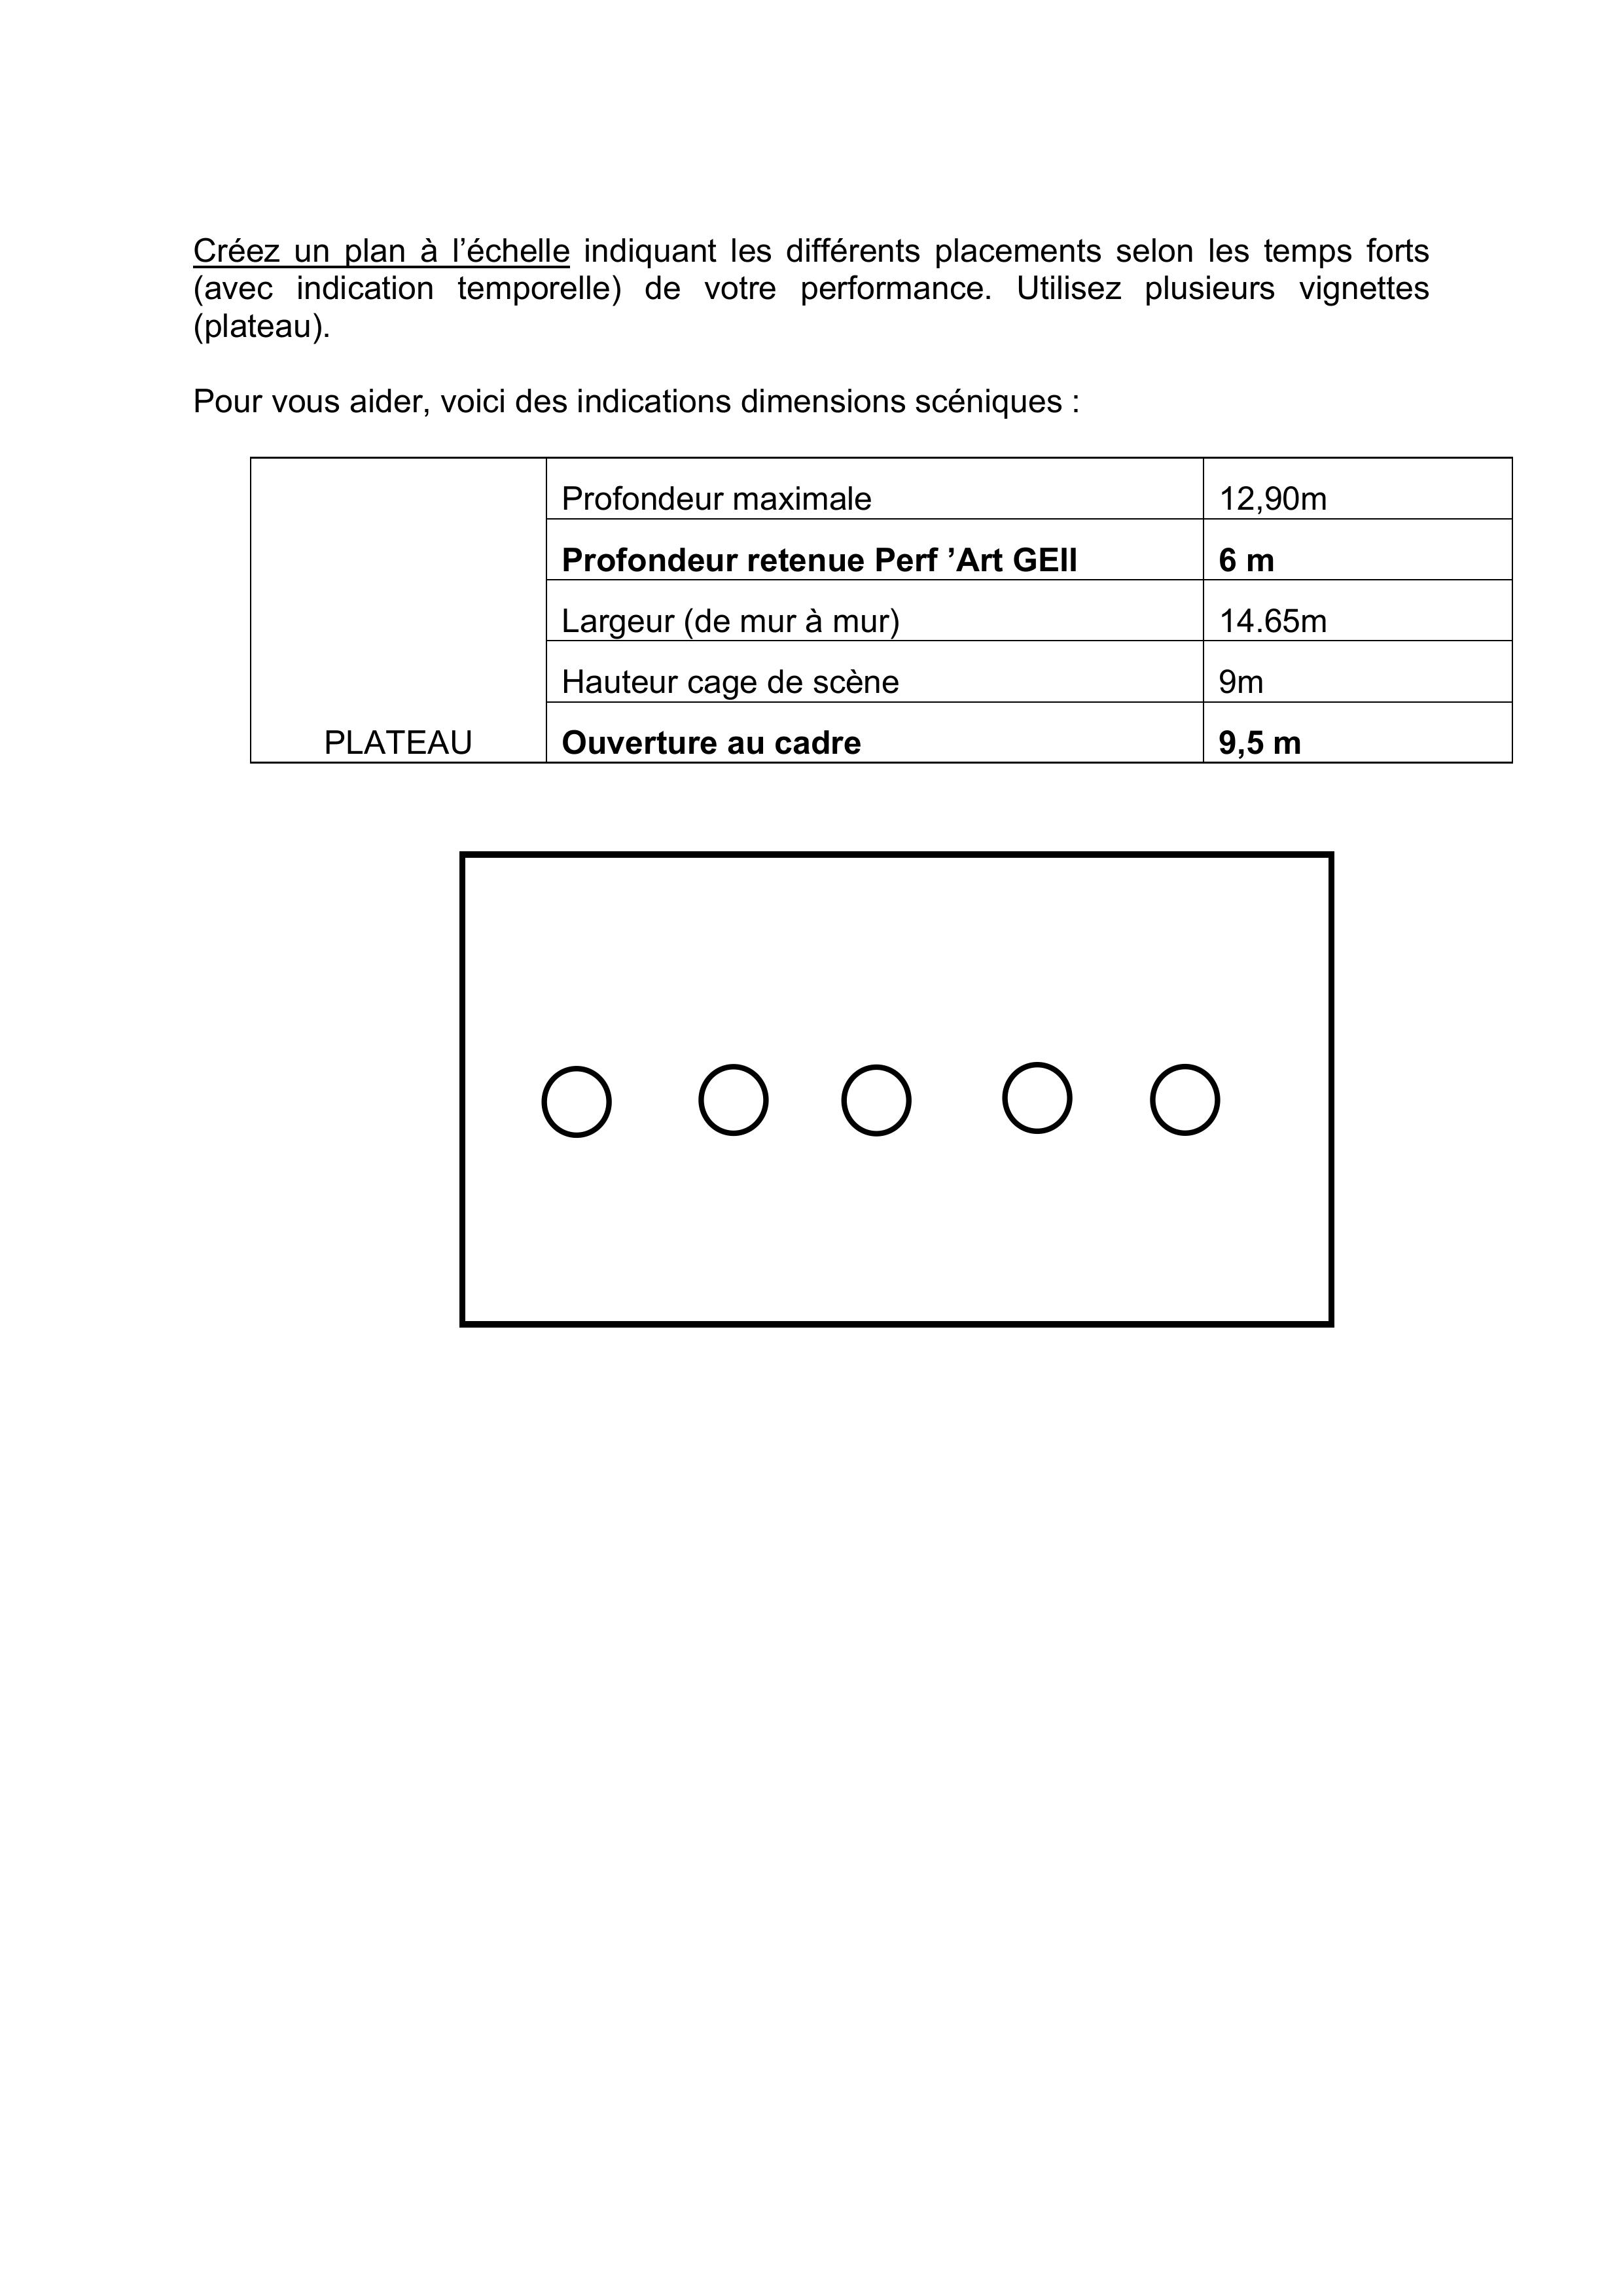 Créez un plan à l’échelle indiquant les différents placements selon les temps forts
(avec indication temporelle) de votre performance. Utilisez plusieurs vignettes
(plateau).
Pour vous aider, voici des indications dimensions scéniques :
Profondeur maximale 12,90m
Profondeur retenue Perf ’Art GEII 6 m
Largeur (de mur à mur) 14.65m
Hauteur cage de scène 9m
PLATEAU Ouverture au cadre 9,5 m